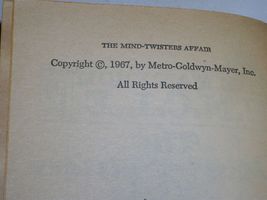 THE MIND-TWISTERS AFFAIR
Copyright ©, 1967, by Metro-Goldwyn-Mayer, Inc.
All Rights Reserved